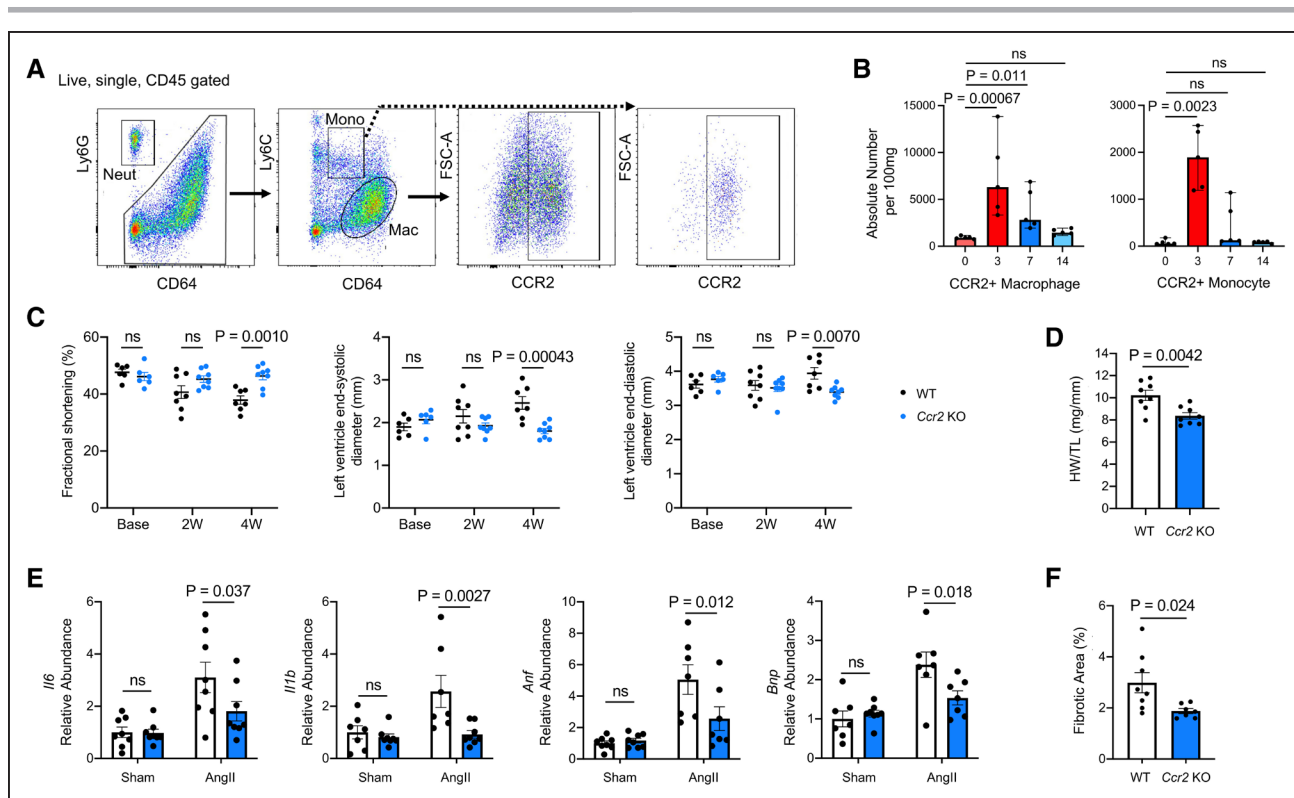 A
Live, single, CD45 gated
Ly6G
Neut
CD64
Ly6C
Mono
Mac
CD64
FSC-A
CCR2
FSC-A
CCR2
B
Absolute Number
per 100mg
ns
P = 0.011
P = 0.00067
15000
10000
5000
0
0 3 7 14
CCR2+ Macrophage
ns
ns
P = 0.0023
3000
2000
1000
0
0 3 7 14
CCR2+ Monocyte
C
Fractional shortening (%)
60
40
20
0
ns
ns
P = 0.0010
Base 2W 4W
Left ventricle end-systolic
diameter (mm)
4
3
2
1
0
ns
ns
P = 0.00043
Base 2W 4W
Left ventricle end-diastolic
diameter (mm)
5
4
3
2
1
0
ns
ns
P = 0.0070
Base 2W 4W
WT
Ccr2 KO
D
HW/TL (mg/mm)
P = 0.0042
14
12
10
8
6
4
2
0
WT Ccr2 KO
E
Il6
Relative Abundance
6
4
2
0
ns
P = 0.037
Sham AngII
Il1b
Relative Abundance
6
4
2
0
ns
P = 0.0027
Sham AngII
Anf
Relative Abundance
10
8
6
4
2
0
ns
P = 0.012
Sham AngII
Bnp
Relative Abundance
4
3
2
1
0
ns
P = 0.018
Sham AngII
F
Fibrotic Area (%)
P = 0.024
6
4
2
0
WT Ccr2 KO